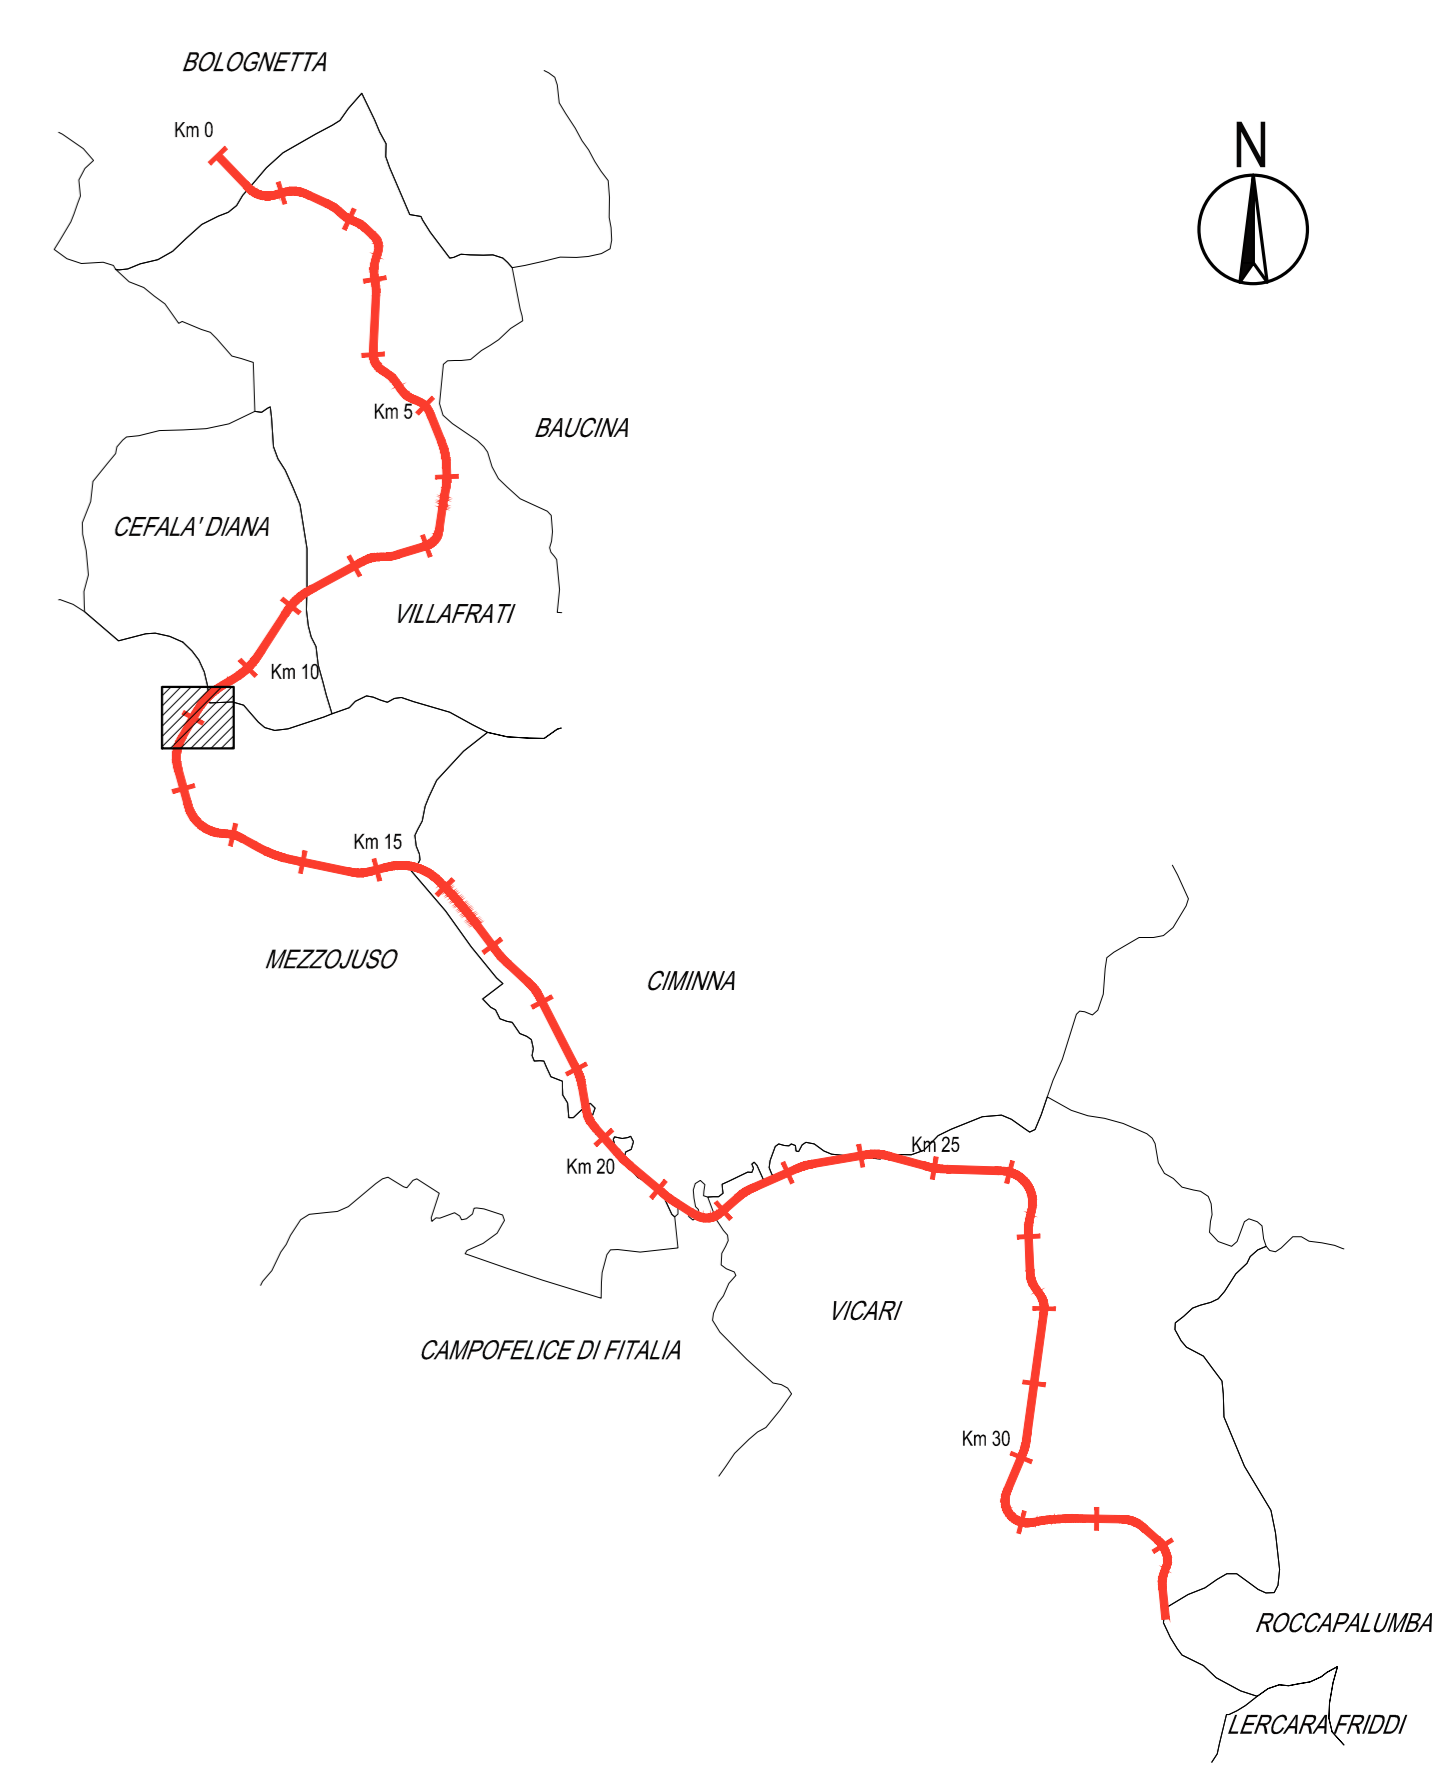 BOLOGNETTA
N
Km 0
Km 5
BAUCINA
CEFALA' DIANA
VILLAFRATI
Km 10
Km 15
MEZZOJUSO
CIMINNA
Km 25
Km 20
VICARI
CAMPOFELICE DI FITALIA
Km 30
ROCCAPALUMBA
LERCARA FRIDDI